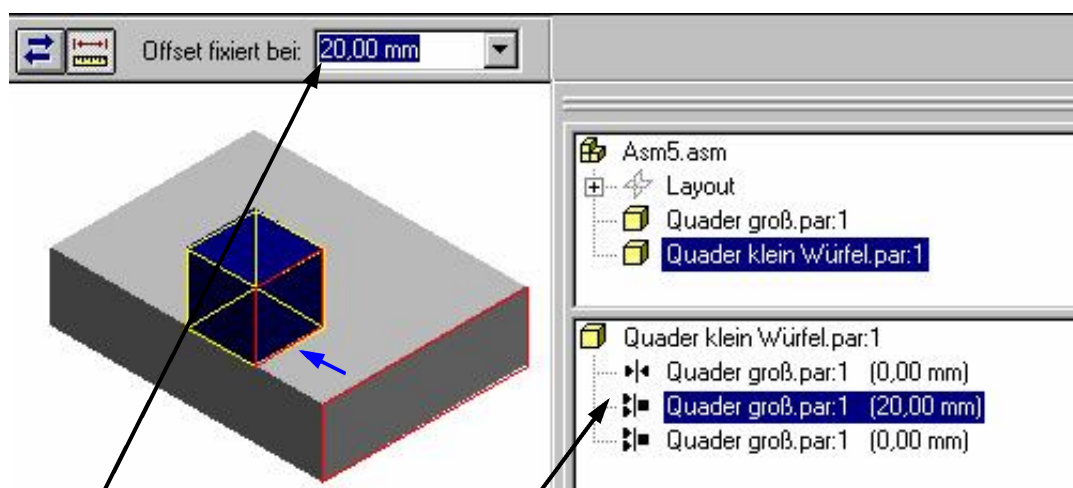 Offset fixiert bei: 20,00 mm
Asm5.asm
Layout
Quader groß.par:1
Quader klein Würfel.par:1
Quader klein Würfel.par:1
Quader groß.par:1 (0,00 mm)
Quader groß.par:1 (20,00 mm)
Quader groß.par:1 (0,00 mm)